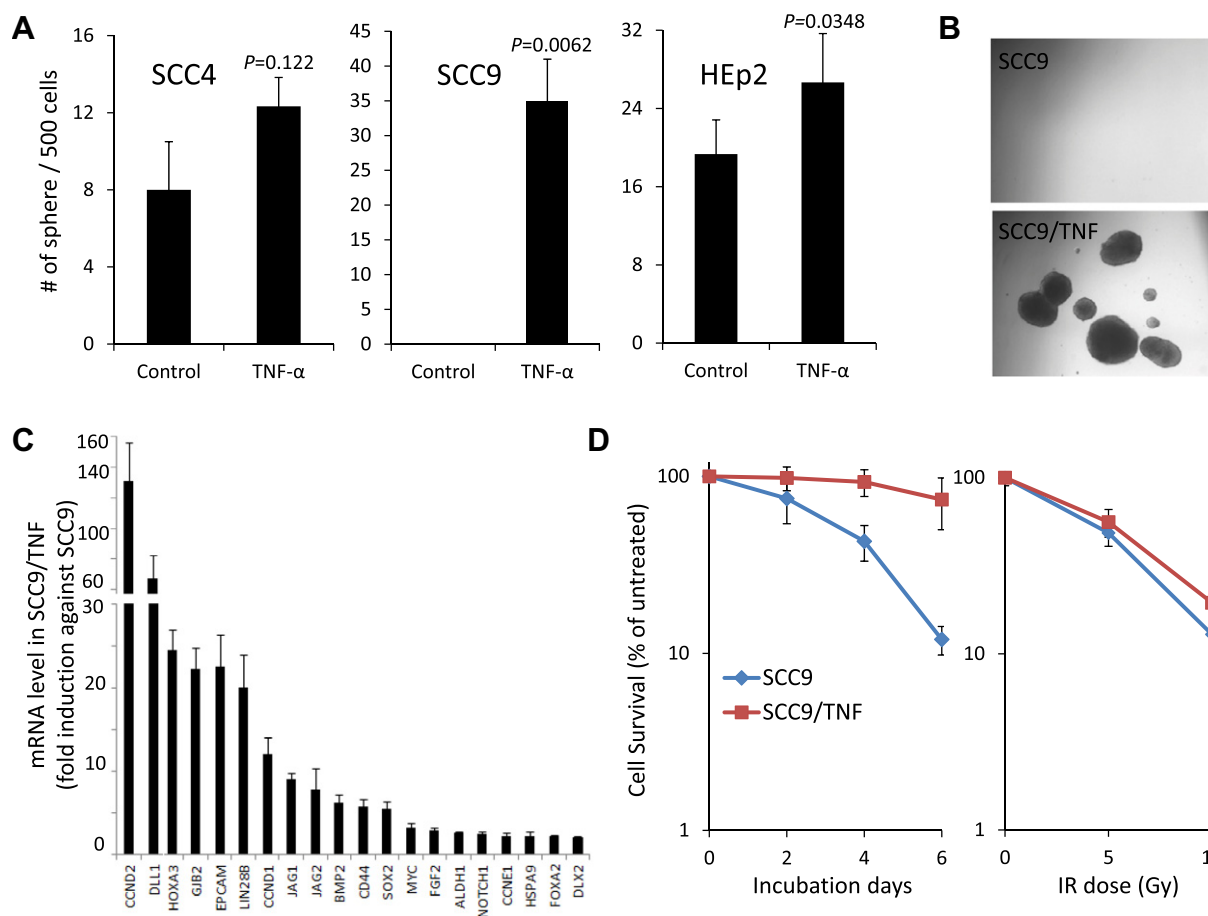 A
# of sphere / 500 cells
16
12
8
4
0
SCC4
P=0.122
Control
TNF-α
45
40
35
30
25
20
15
10
5
0
SCC9
P=0.0062
Control
TNF-α
32
24
16
8
0
HEp2
P=0.0348
Control
TNF-α
B
SCC9
SCC9/TNF
C
mRNA level in SCC9/TNF
(fold induction against SCC9)
160
140
100
60
30
20
10
0
CCND2
DLL1
HOXA3
GJB2
EPCAM
LIN28B
CCND1
JAG1
JAG2
BMP2
CD44
SOX2
MYC
FGF2
ALDH1
NOTCH1
CCNE1
HSPA9
FOXA2
DLX2
D
Cell Survival (% of untreated)
100
10
1
SCC9
SCC9/TNF
0
2
4
6
Incubation days
100
10
1
0
5
IR dose (Gy)